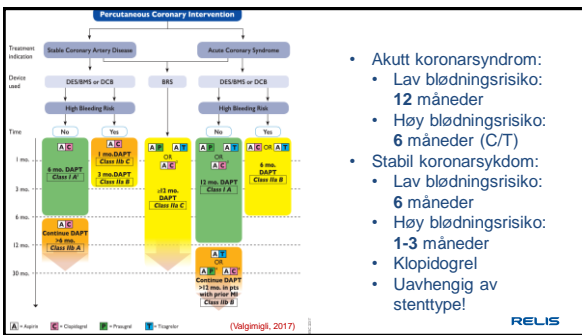 Percutaneous Coronary Intervention
Treatment indication
Stable Coronary Artery Disease
Acute Coronary Syndrome
Device used
DES/BMS or DCB
BRS
DES/BMS or DCB
High Bleeding Risk
High Bleeding Risk
Time
No
Yes
No
Yes
A C
A C
A P A T
A P A T
A C OR A T
1 mo. DAPT
Class IIb C
OR
A C
OR
A C
1 mo.
6 mo. DAPT
Class I A
3 mo. DAPT
Class IIa B
6 mo. DAPT
Class IIa B
3 mo.
≥12 mo. DAPT
Class IIa C
12 mo. DAPT
Class I A
6 mo.
A C
Continue DAPT
>6 mo.
Class IIb A
12 mo.
A T
OR
A P A C
30 mo.
Continue DAPT
>12 mo. in pts
with prior MI
Class IIb B
A = Aspirin C = Clopidogrel P = Prasugrel T = Ticagrelor
(Valgimigli, 2017)
• Akutt koronarsyndrom:
• Lav blødningsrisiko:
12 måneder
• Høy blødningsrisiko:
6 måneder (C/T)
• Stabil koronarsykdom:
• Lav blødningsrisiko:
6 måneder
• Høy blødningsrisiko:
1-3 måneder
• Klopidogrel
• Uavhengig av
stenttype!
RELIS